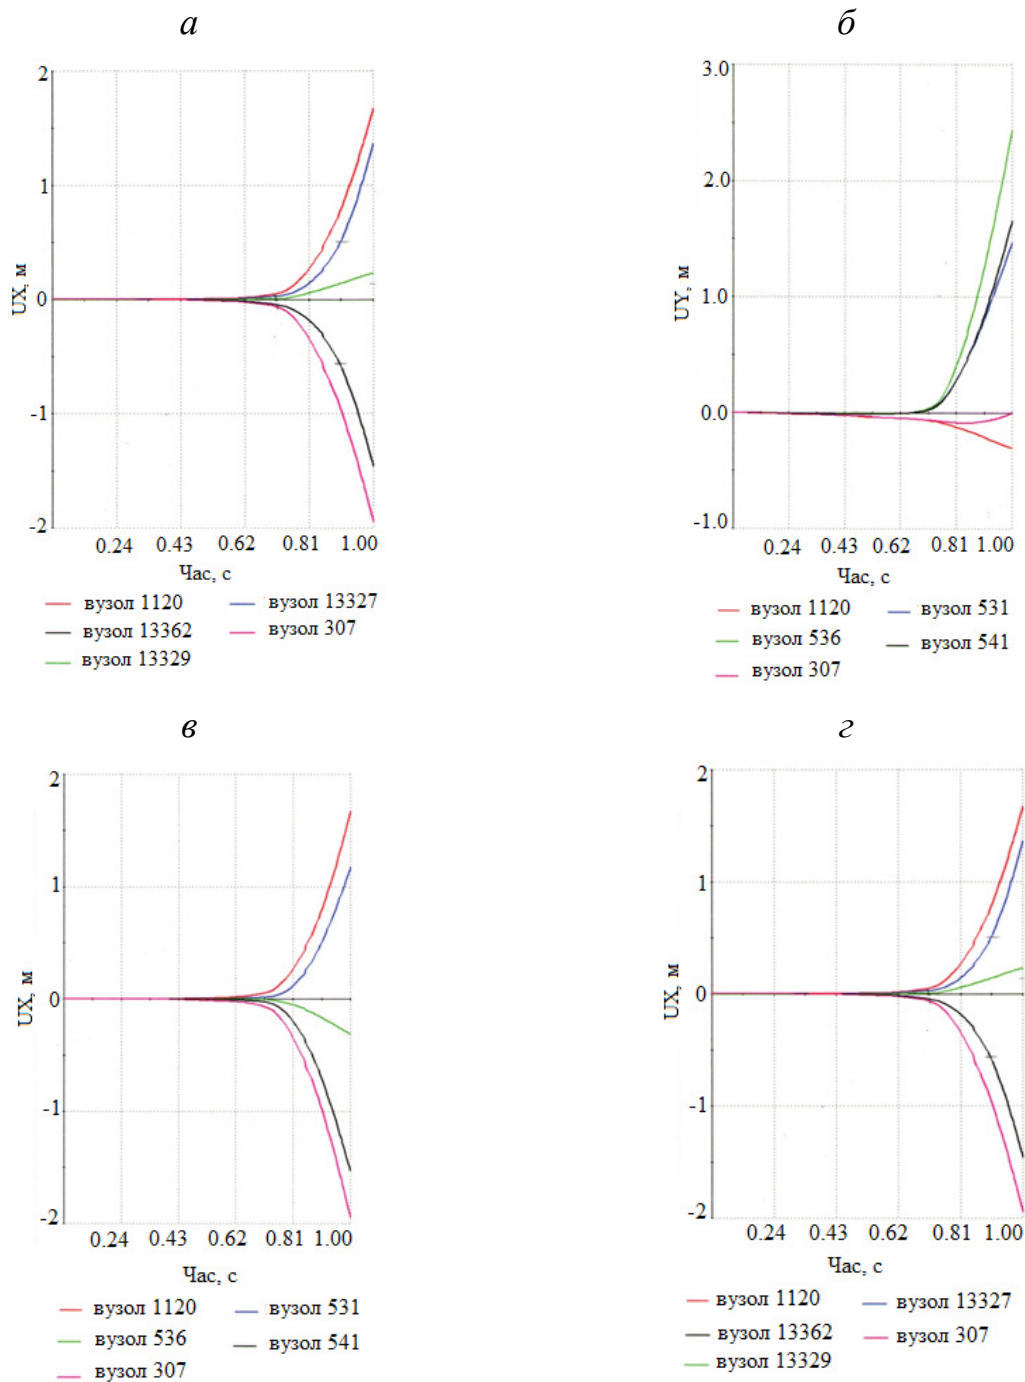 а
2
1
0
-1
-2
UX, м
0.24 0.43 0.62 0.81 1.00
Час, с
вузол 1120 вузол 13327
вузол 13362 вузол 307
вузол 13329
б
3.0
2.0
1.0
0.0
-1.0
UY, м
0.24 0.43 0.62 0.81 1.00
Час, с
вузол 1120 вузол 531
вузол 536 вузол 541
вузол 307
в
2
1
0
-1
-2
UX, м
0.24 0.43 0.62 0.81 1.00
Час, с
вузол 1120 вузол 531
вузол 536 вузол 541
вузол 307
г
2
1
0
-1
-2
UX, м
0.24 0.43 0.62 0.81 1.00
Час, с
вузол 1120 вузол 13327
вузол 13362 вузол 307
вузол 13329